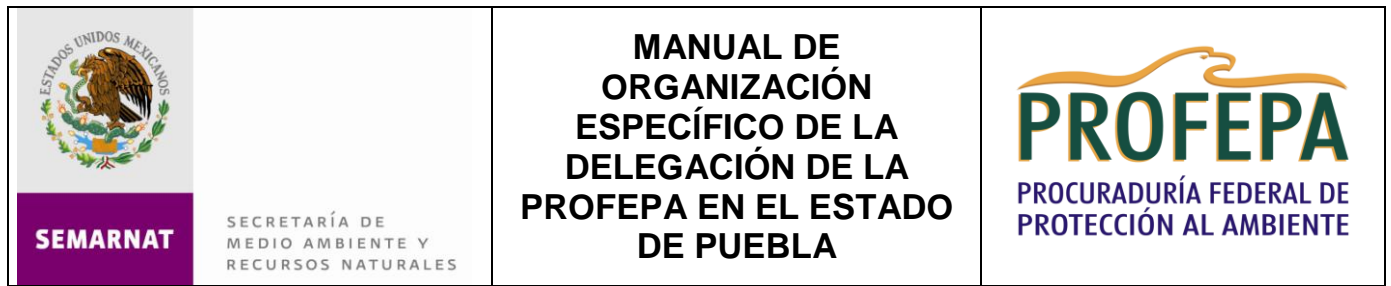 ESTADOS UNIDOS MEXICANOS
SEMARNAT
SECRETARÍA DE
MEDIO AMBIENTE Y
RECURSOS NATURALES
MANUAL DE
ORGANIZACIÓN
ESPECÍFICO DE LA
DELEGACIÓN DE LA
PROFEPA EN EL ESTADO
DE PUEBLA
PROFEPA
PROCURADURÍA FEDERAL DE
PROTECCIÓN AL AMBIENTE